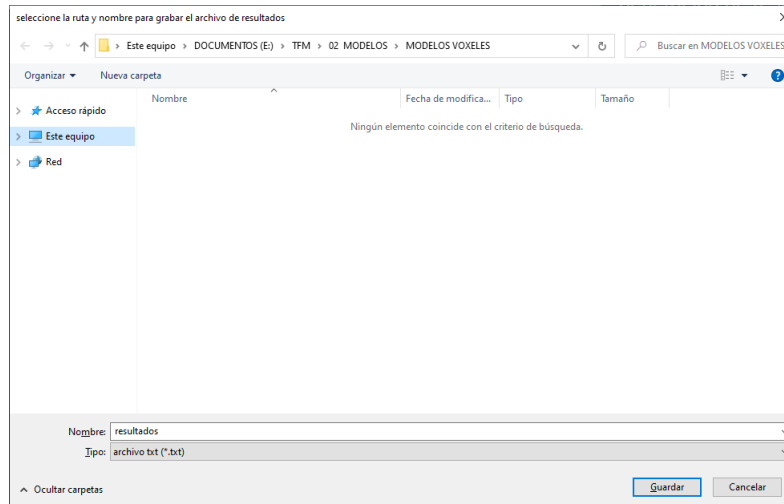 seleccione la ruta y nombre para grabar el archivo de resultados
Este equipo > DOCUMENTOS (E:) > TFM > 02 MODELOS > MODELOS VOXELES
Buscar en MODELOS VOXELES
Organizar Nueva carpeta
Nombre Fecha de modifica... Tipo Tamaño
Acceso rápido
Este equipo
Red
Ningún elemento coincide con el criterio de búsqueda.
Nombre: resultados
Tipo: archivo txt (*.txt)
Ocultar carpetas
Guardar Cancelar